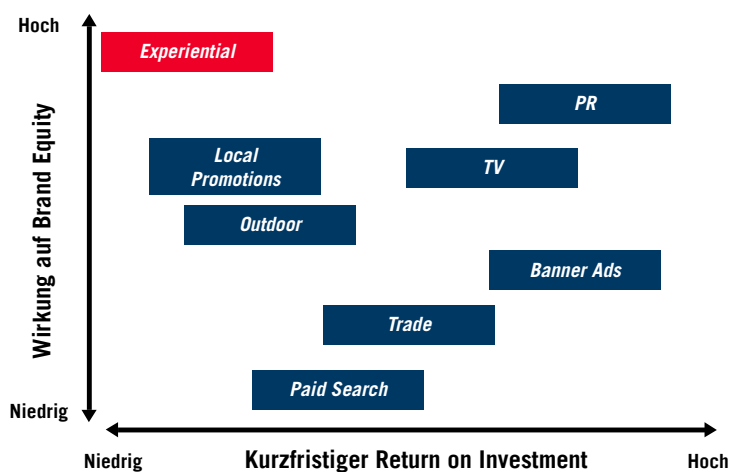 Hoch
Experiential
PR
Local
Promotions
TV
Outdoor
Banner Ads
Trade
Paid Search
Wirkung auf Brand Equity
Niedrig
Niedrig
Kurzfristiger Return on Investment
Hoch